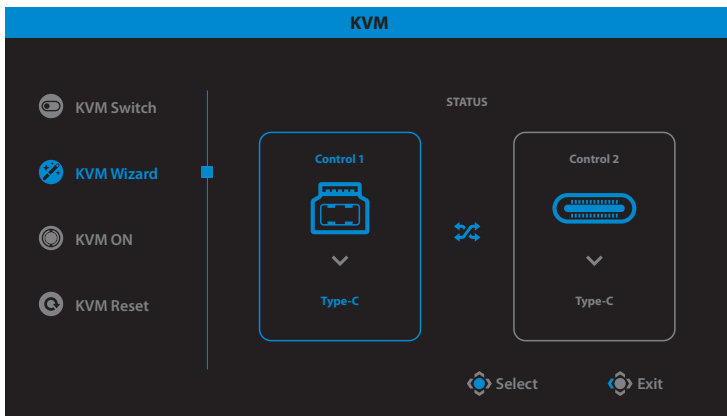 KVM
KVM Switch
KVM Wizard
KVM ON
KVM Reset
STATUS
Control 1
Type-C
Control 2
Type-C
Select
Exit